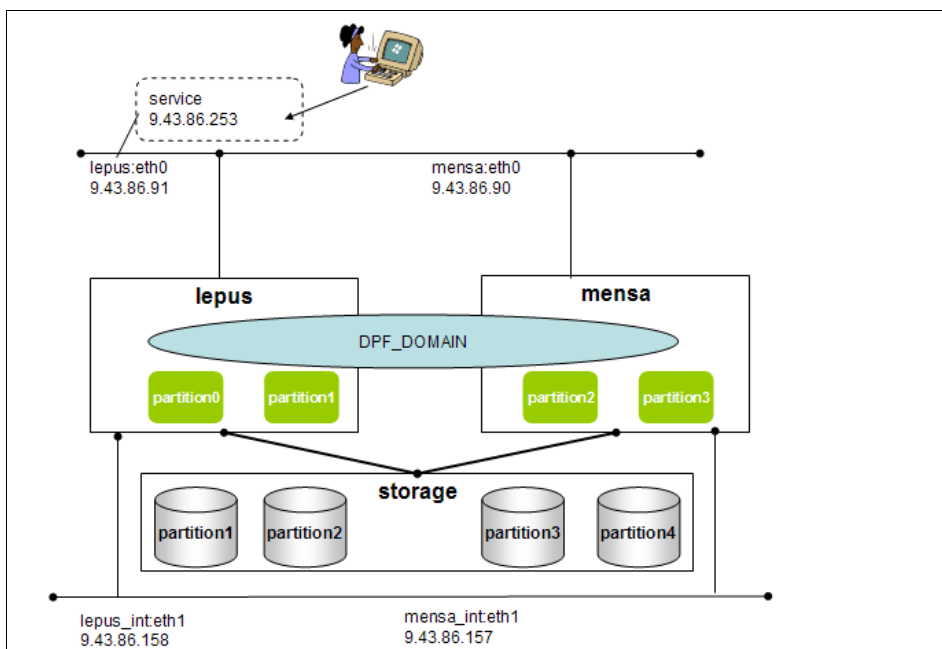 service
9.43.86.253
lepus:eth0
9.43.86.91
mensa:eth0
9.43.86.90
lepus
mensa
DPF_DOMAIN
partition0
partition1
partition2
partition3
storage
partition1
partition2
partition3
partition4
lepus_int:eth1
9.43.86.158
mensa_int:eth1
9.43.86.157